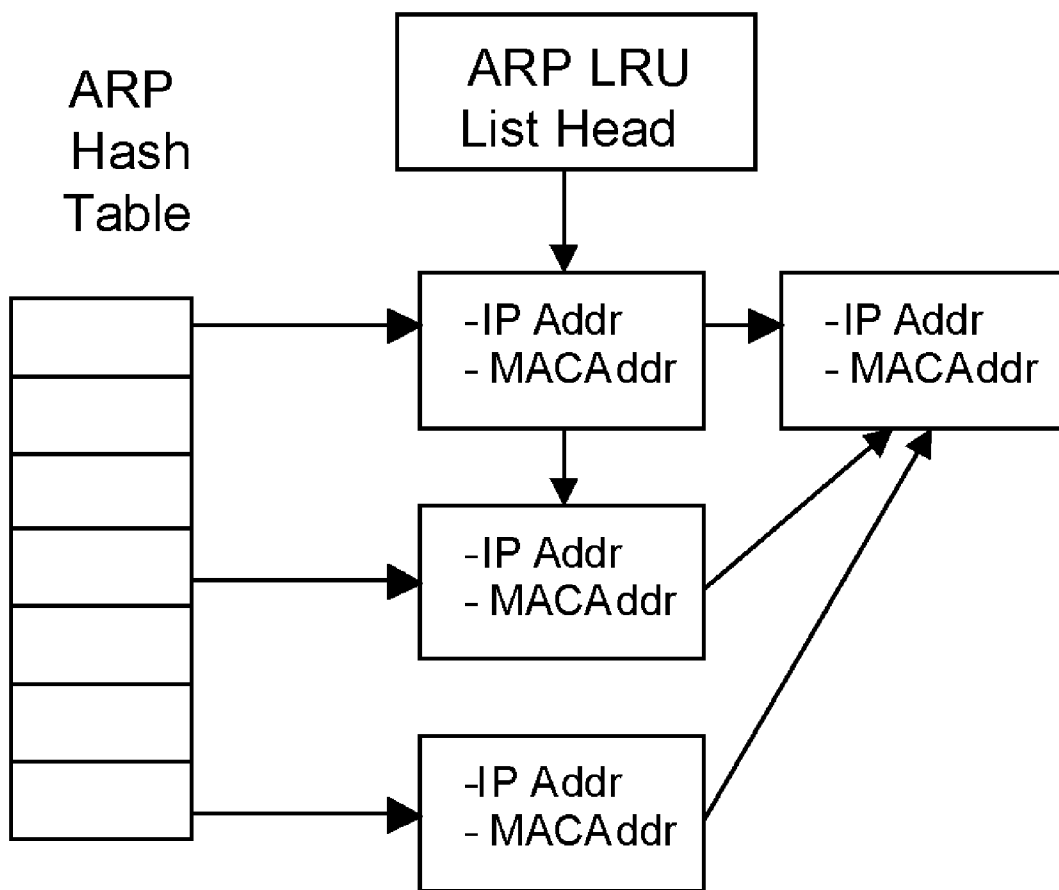 ARP
Hash
Table
ARP LRU
List Head
-IP Addr
- MACAddr
-IP Addr
- MACAddr
-IP Addr
- MACAddr
-IP Addr
- MACAddr